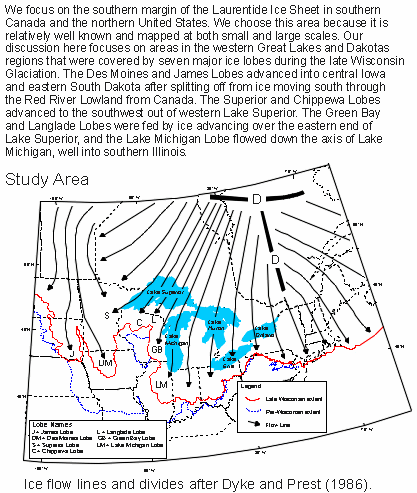 We focus on the southern margin of the Laurentide Ice Sheet in southern
Canada and the northern United States. We choose this area because it is
relatively well known and mapped at both small and large scales. Our
discussion here focuses on areas in the western Great Lakes and Dakotas
regions that were covered by seven major ice lobes during the late Wisconsin
Glaciation. The Des Moines and James Lobes advanced into central Iowa
and eastern South Dakota after splitting off from ice moving south through
the Red River Lowland from Canada. The Superior and Chippewa Lobes
advanced to the southwest out of western Lake Superior. The Green Bay
and Langlade Lobes were fed by ice advancing over the eastern end of
Lake Superior, and the Lake Michigan Lobe flowed down the axis of Lake
Michigan, well into southern Illinois.
Study Area
D
D
Lake Superior
S
C
L
Lake Huron
Lake Michigan
Lake Ontario
Lake Erie
J
DM
GB
LM
Legend
Late Wisconsin extent
Pre-Wisconsin extent
Flow Line
Lobe Names
J = James Lobe
L = Langlade Lobe
DM = Des Moines Lobe
GB = Green Bay Lobe
S = Superior Lobe
LM = Lake Michigan Lobe
C = Chippewa Lobe
Ice flow lines and divides after Dyke and Prest (1986).